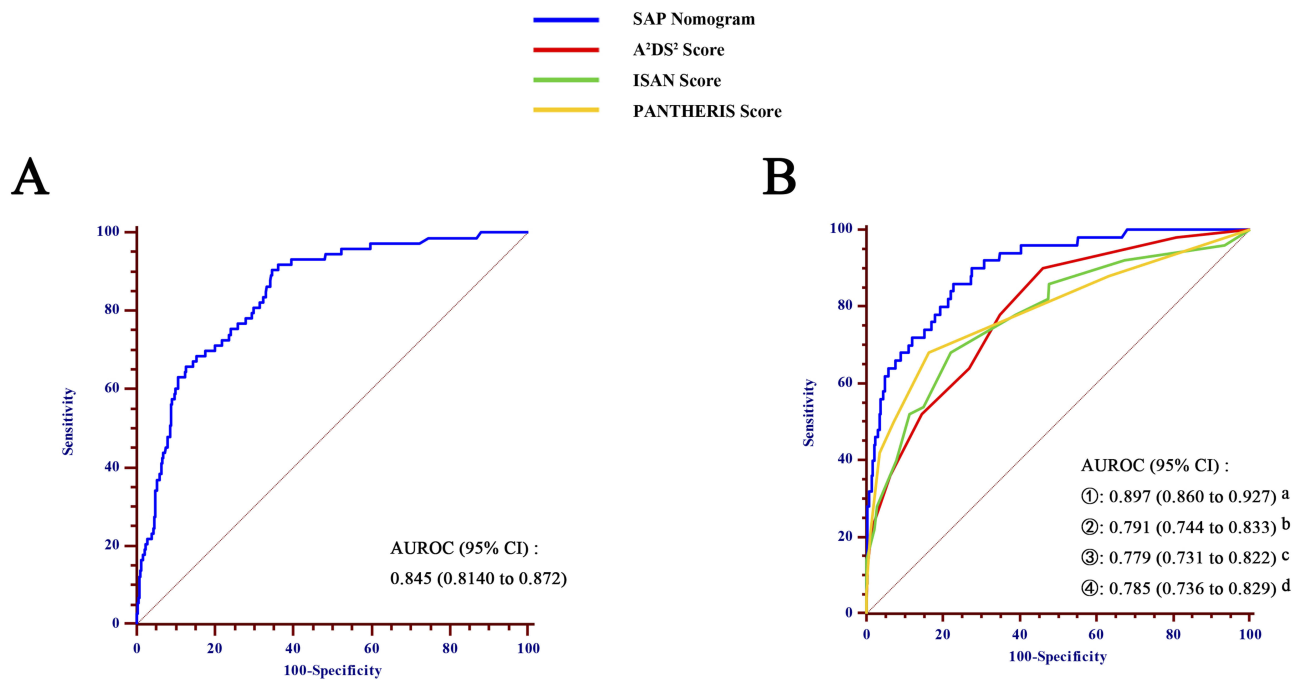 SAP Nomogram
A²DS² Score
ISAN Score
PANTHERIS Score
A
100
80
60
40
20
0
Sensitivity
0 20 40 60 80 100
100-Specificity
AUROC (95% CI) :
0.845 (0.8140 to 0.872)
B
100
80
60
40
20
0
Sensitivity
0 20 40 60 80 100
100-Specificity
AUROC (95% CI) :
①: 0.897 (0.860 to 0.927) a
②: 0.791 (0.744 to 0.833) b
③: 0.779 (0.731 to 0.822) c
④: 0.785 (0.736 to 0.829) d